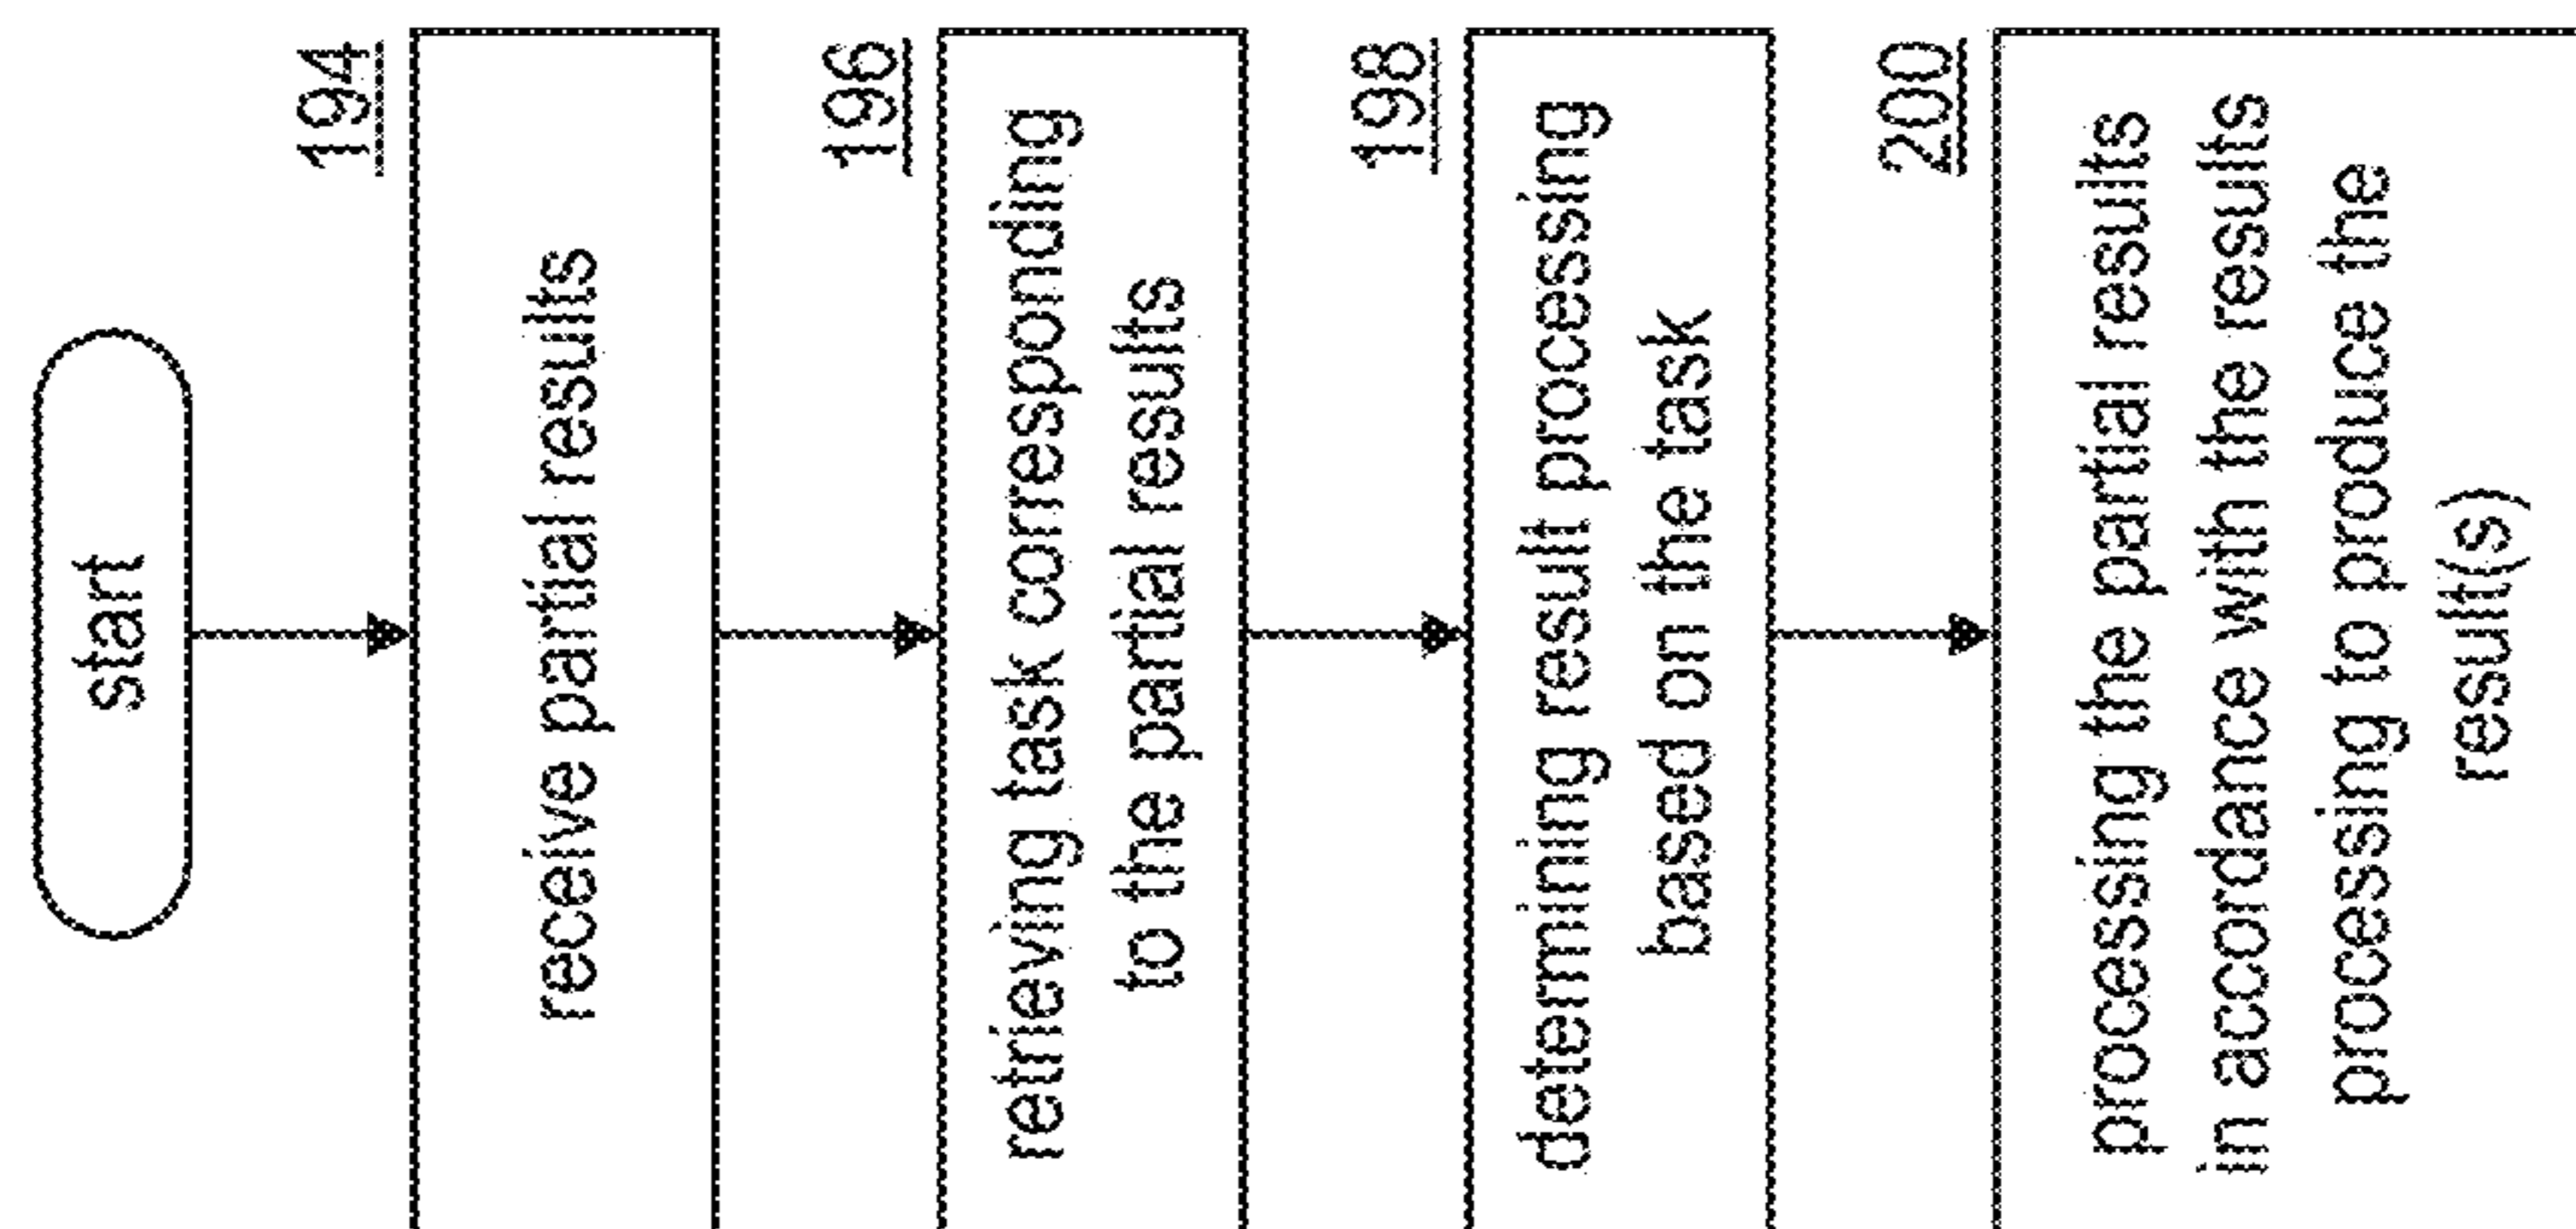 start
194
receive partial results
196
retrieving task corresponding
to the partial results
198
determining result processing
based on the task
200
processing the partial results
in accordance with the results
processing to produce the
result(s)